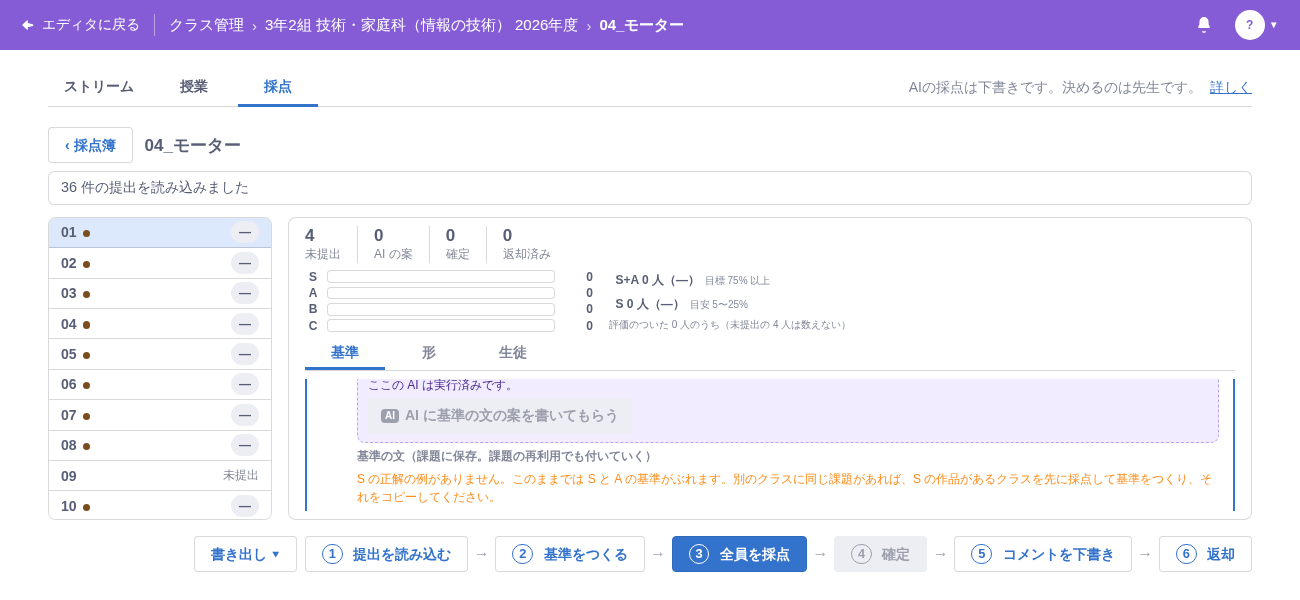 エディタに戻る クラス管理 › 3年2組 技術・家庭科（情報の技術） 2026年度 › 04_モーター ? ▾
ストリーム 授業 採点 AIの採点は下書きです。決めるのは先生です。 詳しく
‹ 採点簿 04_モーター
36 件の提出を読み込みました
01 —
02 —
03 —
04 —
05 —
06 —
07 —
08 —
09 未提出
10 —
4 0 0 0
未提出 AI の案 確定 返却済み
S 0
A 0
B 0
C 0
S+A 0 人（—） 目標 75% 以上
S 0 人（—） 目安 5〜25%
評価のついた 0 人のうち（未提出の 4 人は数えない）
基準 形 生徒
ここの AI は実行済みです。
AI AI に基準の文の案を書いてもらう
基準の文（課題に保存。課題の再利用でも付いていく）
S の正解の例がありません。このままでは S と A の基準がぶれます。別のクラスに同じ課題があれば、S の作品があるクラスを先に採点して基準をつくり、そ
れをコピーしてください。
書き出し ▾ 1 提出を読み込む → 2 基準をつくる → 3 全員を採点 → 4 確定 → 5 コメントを下書き → 6 返却